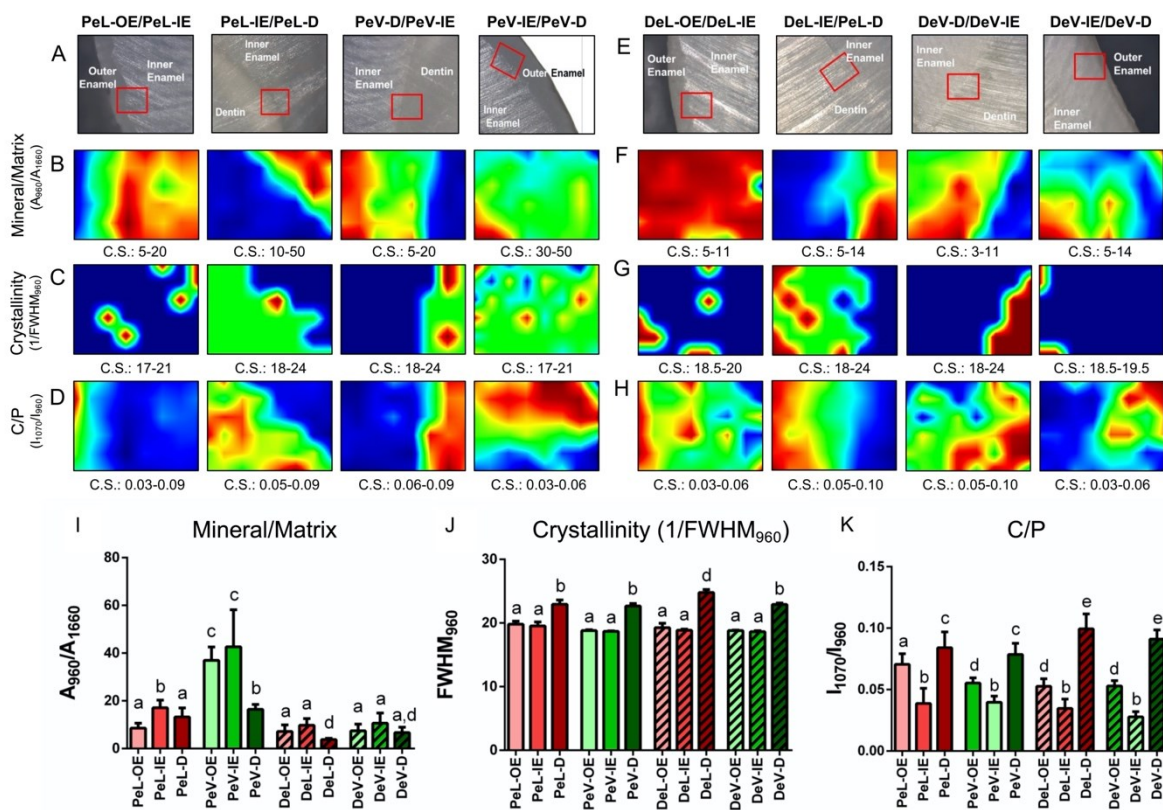 PeL-OE/PeL-IE PeL-IE/PeL-D PeV-D/PeV-IE PeV-IE/PeV-D DeL-OE/DeL-IE DeL-IE/PeL-D DeV-D/DeV-IE DeV-IE/DeV-D
A
Outer
Enamel
Inner
Enamel
Inner
Enamel
Dentin
Inner
Enamel
Dentin
Outer Enamel
Inner
Enamel
E
Outer
Enamel
Inner
Enamel
Inner
Enamel
Dentin
Inner
Enamel
Dentin
Outer
Enamel
Inner
Enamel
Mineral/Matrix
(A960/A1660)
B
F
C.S.: 5-20 C.S.: 10-50 C.S.: 5-20 C.S.: 30-50 C.S.: 5-11 C.S.: 5-14 C.S.: 3-11 C.S.: 5-14
Crystallinity
(1/FWHM960)
C
G
C.S.: 17-21 C.S.: 18-24 C.S.: 18-24 C.S.: 17-21 C.S.: 18.5-20 C.S.: 18-24 C.S.: 18-24 C.S.: 18.5-19.5
C/P
(I1070/I960)
D
H
C.S.: 0.03-0.09 C.S.: 0.05-0.09 C.S.: 0.06-0.09 C.S.: 0.03-0.06 C.S.: 0.03-0.06 C.S.: 0.05-0.10 C.S.: 0.05-0.10 C.S.: 0.03-0.06
I
Mineral/Matrix
A960/A1660
80
60
40
20
0
a b a c c b a a d a a a,d
PeL-OE PeL-IE PeL-D PeV-OE PeV-IE PeV-D DeL-OE DeL-IE DeL-D DeV-OE DeV-IE DeV-D
J
Crystallinity (1/FWHM960)
FWHM960
30
20
10
0
a a b a a b a a d a a b
PeL-OE PeL-IE PeL-D PeV-OE PeV-IE PeV-D DeL-OE DeL-IE DeL-D DeV-OE DeV-IE DeV-D
K
C/P
I1070/I960
0.15
0.10
0.05
0.00
a b c d b c d b e d b e
PeL-OE PeL-IE PeL-D PeV-OE PeV-IE PeV-D DeL-OE DeL-IE DeL-D DeV-OE DeV-IE DeV-D